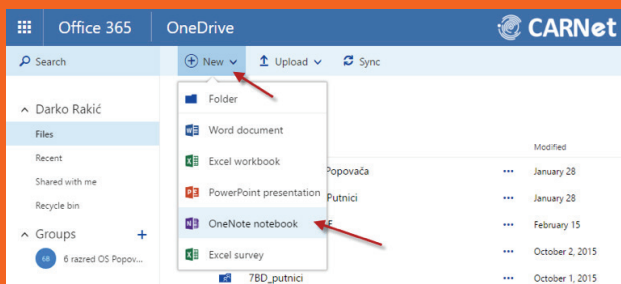 Office 365 OneDrive CARNet
Search New Upload Sync
Folder
Darko Rakić
Word document
Files Modified
Recent Excel workbook Popovača ... January 28
Shared with me PowerPoint presentation Putnici ... January 28
Recycle bin
OneNote notebook ... February 15
Groups +
Excel survey ... October 2, 2015
6R 6 razred OS Popov...
7BD_putnici ... October 1, 2015